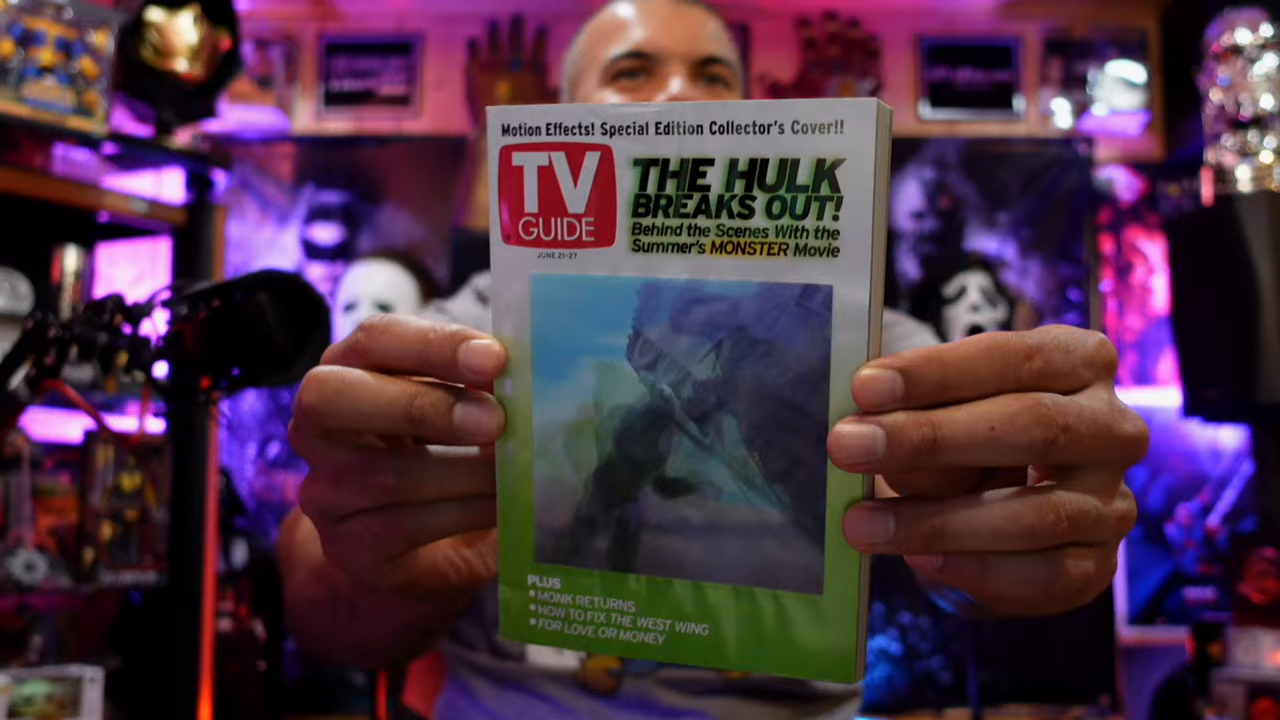 Motion Effects! Special Edition Collector's Cover!!
TV
GUIDE
JUNE 21-27
THE HULK
BREAKS OUT!
Behind the Scenes With the
Summer's MONSTER Movie
PLUS
• MONK RETURNS
• HOW TO FIX THE WEST WING
• FOR LOVE OR MONEY